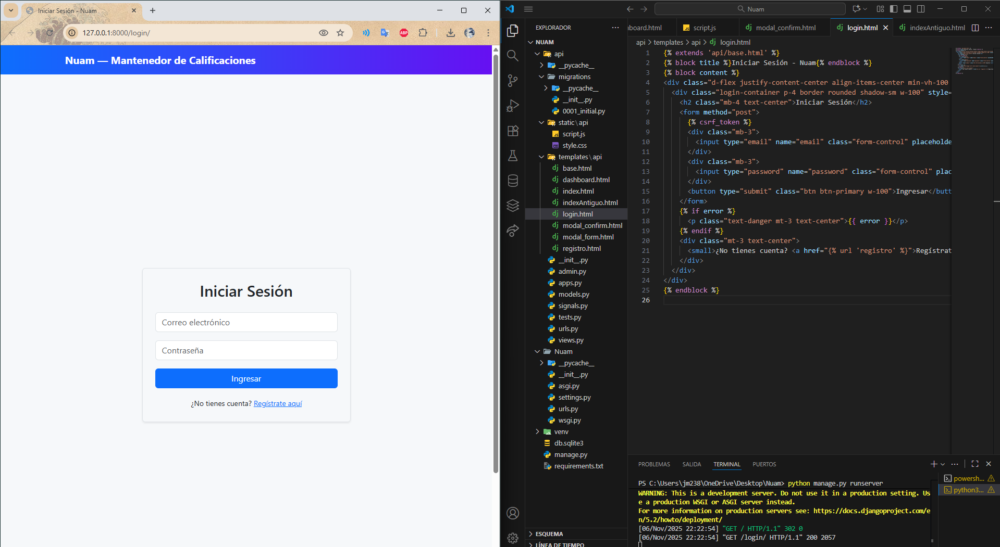 Iniciar Sesión - Nuam
127.0.0.1:8000/login/
ABP
Nuam — Mantenedor de Calificaciones
Iniciar Sesión
Correo electrónico
Contraseña
Ingresar
¿No tienes cuenta? Regístrate aquí
Nuam
EXPLORADOR
NUAM
api
__pycache__
migrations
__pycache__
__init__.py
0001_initial.py
static\api
script.js
style.css
templates\api
base.html
dashboard.html
index.html
indexAntiguo.html
login.html
modal_confirm.html
modal_form.html
registro.html
__init__.py
admin.py
apps.py
models.py
signals.py
tests.py
urls.py
views.py
Nuam
__pycache__
__init__.py
asgi.py
settings.py
urls.py
wsgi.py
venv
db.sqlite3
manage.py
requirements.txt
ESQUEMA
LÍNEA DE TIEMPO
board.html script.js modal_confirm.html login.html indexAntiguo.html
api > templates > api > login.html
1 {% extends 'api/base.html' %}
2 {% block title %}Iniciar Sesión - Nuam{% endblock %}
3 {% block content %}
4 <div class="d-flex justify-content-center align-items-center min-vh-100
5 <div class="login-container p-4 border rounded shadow-sm w-100" style=
6 <h2 class="mb-4 text-center">Iniciar Sesión</h2>
7 <form method="post">
8 {% csrf_token %}
9 <div class="mb-3">
10 <input type="email" name="email" class="form-control" placeholde
11 </div>
12 <div class="mb-3">
13 <input type="password" name="password" class="form-control" plac
14 </div>
15 <button type="submit" class="btn btn-primary w-100">Ingresar</butt
16 </form>
17 {% if error %}
18 <p class="text-danger mt-3 text-center">{{ error }}</p>
19 {% endif %}
20 <div class="mt-3 text-center">
21 <small>¿No tienes cuenta? <a href="{% url 'registro' %}">Regístrat
22 </div>
23 </div>
24 </div>
25 {% endblock %}
26
PROBLEMAS SALIDA TERMINAL PUERTOS
PS C:\Users\jm238\OneDrive\Desktop\Nuam> python manage.py runserver
WARNING: This is a development server. Do not use it in a production setting. Us
e a production WSGI or ASGI server instead.
For more information on production servers see: https://docs.djangoproject.com/e
n/5.2/howto/deployment/
[06/Nov/2025 22:22:54] "GET / HTTP/1.1" 302 0
[06/Nov/2025 22:22:54] "GET /login/ HTTP/1.1" 200 2057
powersh...
python3...